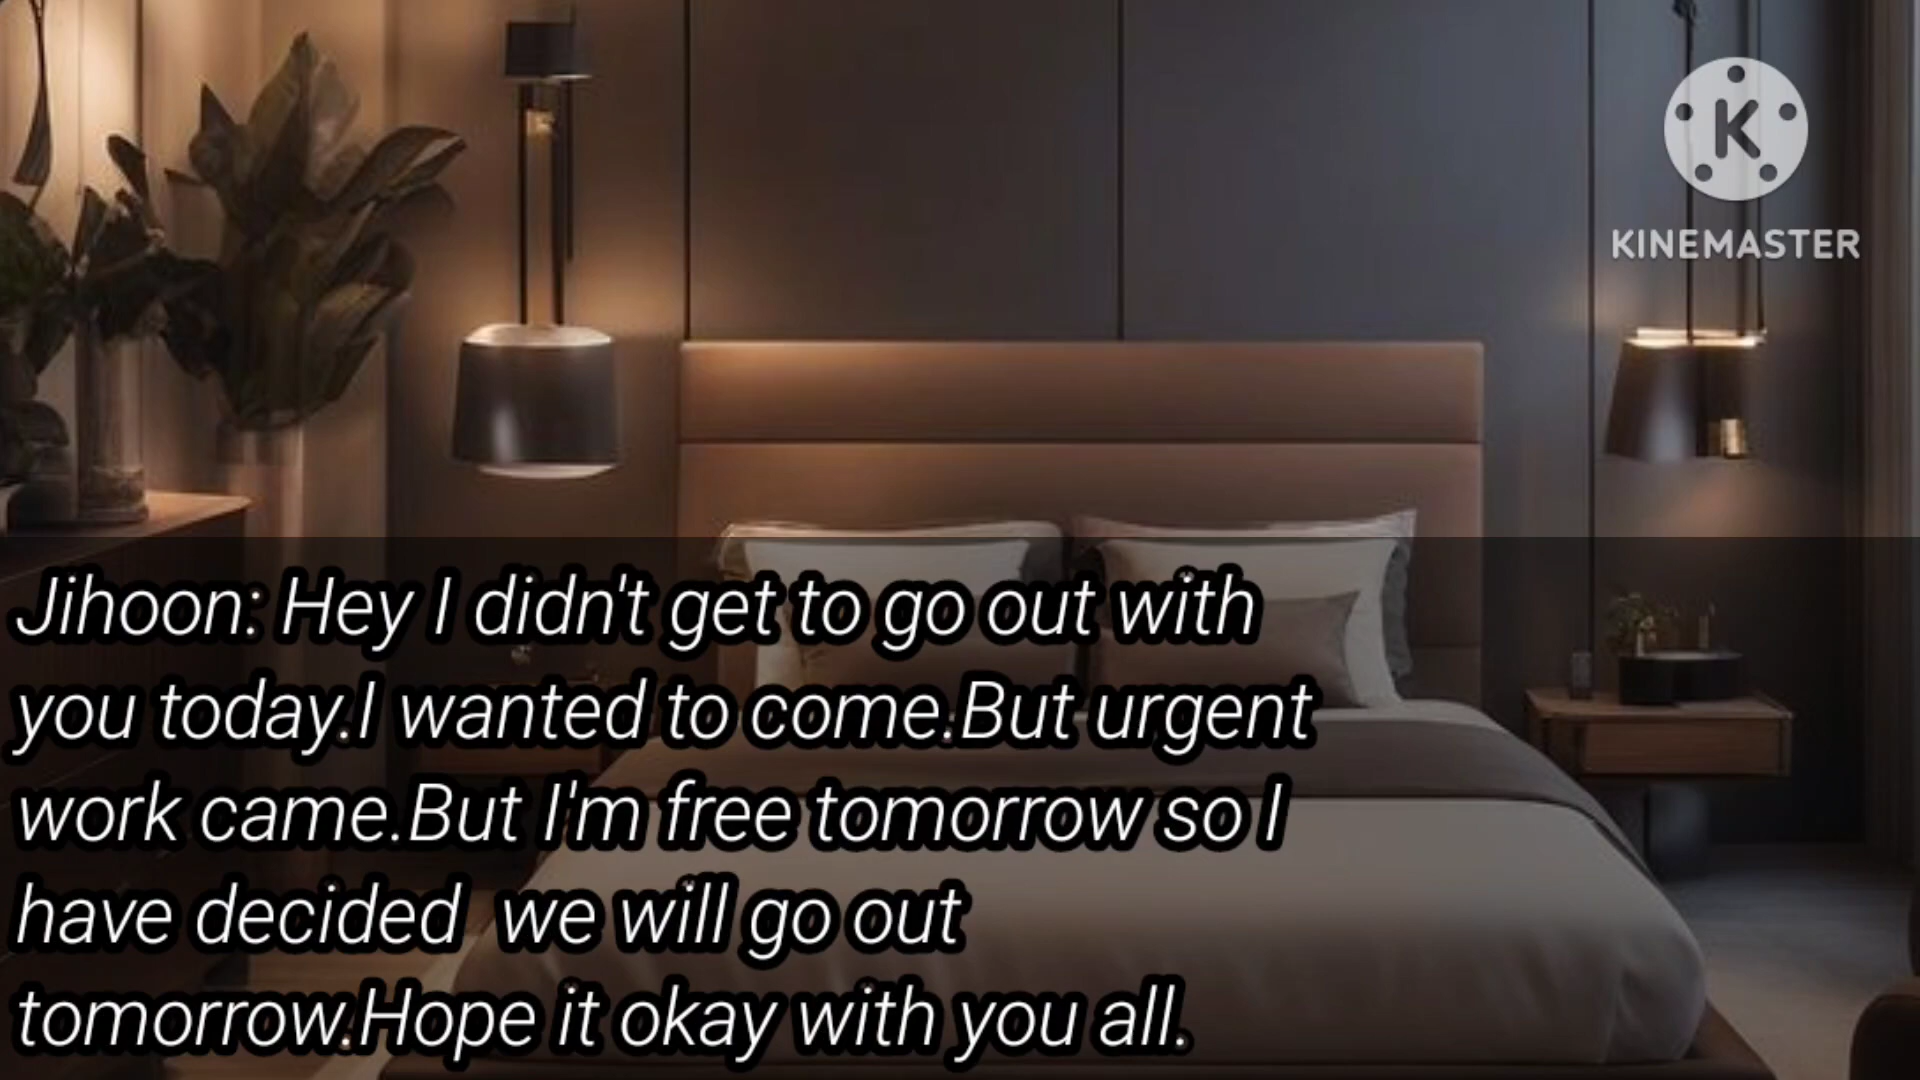 K
KINEMASTER
Jihoon: Hey I didn't get to go out with
you today.I wanted to come.But urgent
work came.But I'm free tomorrow so I
have decided  we will go out
tomorrow.Hope it okay with you all.